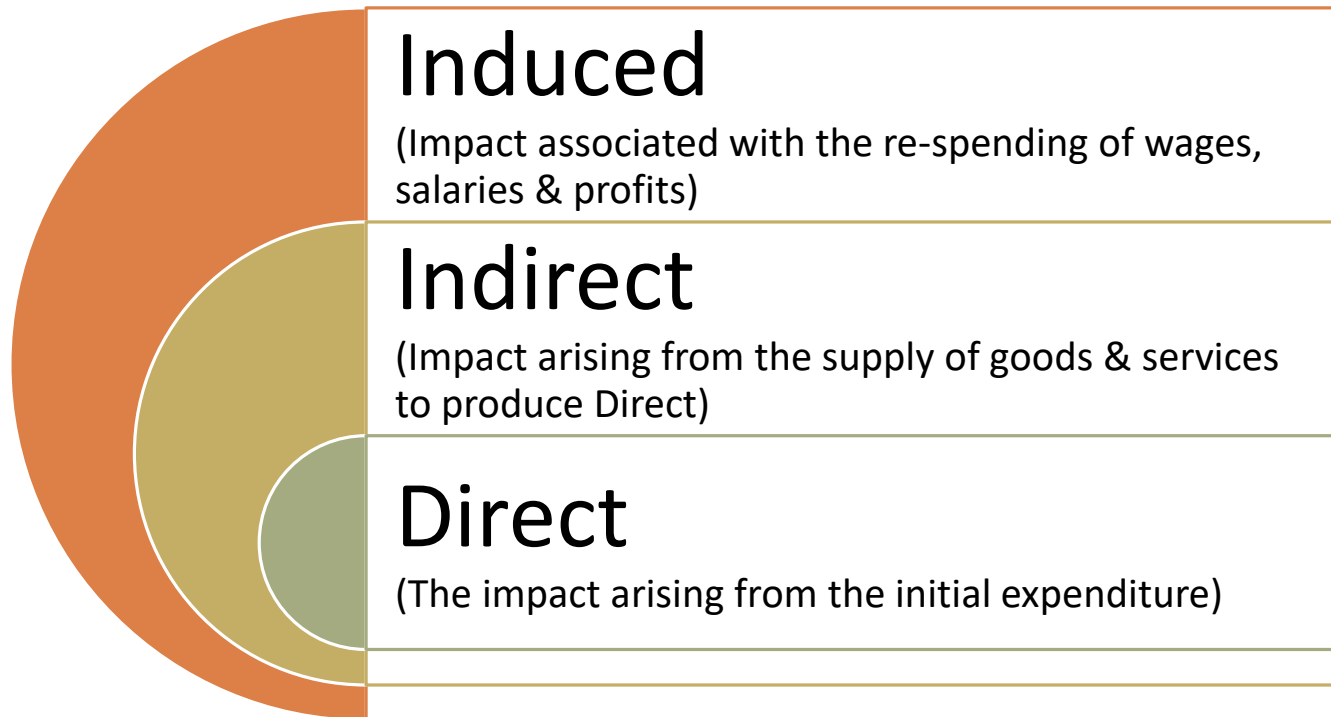 Induced
(Impact associated with the re-spending of wages,
salaries & profits)
Indirect
(Impact arising from the supply of goods & services
to produce Direct)
Direct
(The impact arising from the initial expenditure)